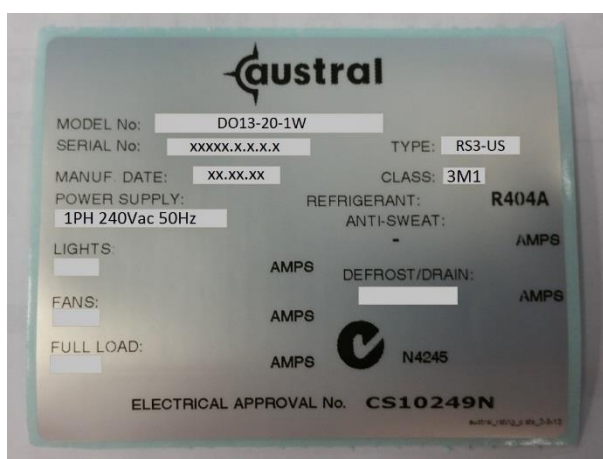 austral
MODEL No: DO13-20-1W
SERIAL No: xxxxx.x.x.x.x TYPE: RS3-US
MANUF. DATE: xx.xx.xx CLASS: 3M1
POWER SUPPLY: REFRIGERANT: R404A
1PH 240Vac 50Hz ANTI-SWEAT:
- AMPS
LIGHTS:
AMPS DEFROST/DRAIN:
AMPS
FANS:
AMPS
FULL LOAD:
AMPS N4245
ELECTRICAL APPROVAL No. CS10249N